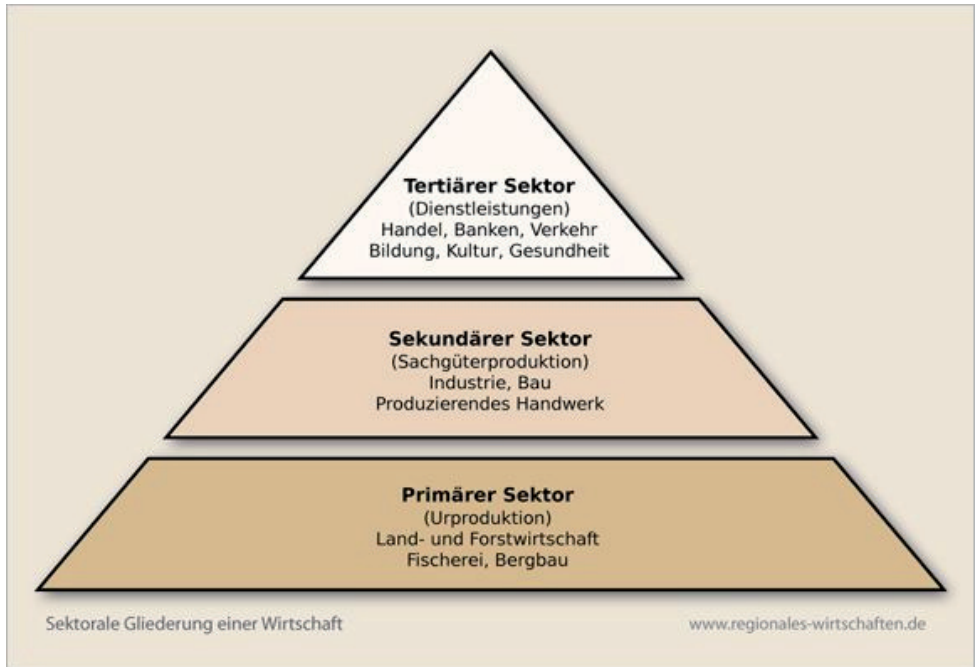 Tertiärer Sektor
(Dienstleistungen)
Handel, Banken, Verkehr
Bildung, Kultur, Gesundheit
Sekundärer Sektor
(Sachgüterproduktion)
Industrie, Bau
Produzierendes Handwerk
Primärer Sektor
(Urproduktion)
Land- und Forstwirtschaft
Fischerei, Bergbau
Sektorale Gliederung einer Wirtschaft
www.regionales-wirtschaften.de